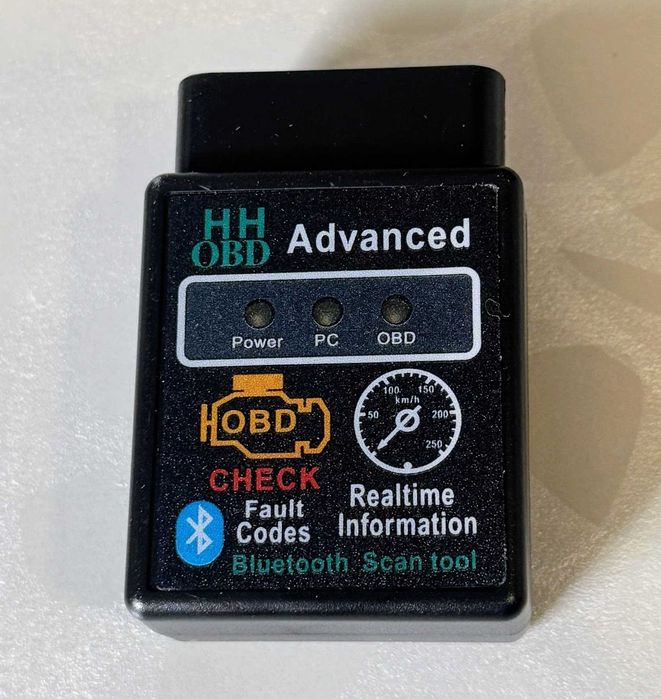 HH
OBD Advanced
Power PC OBD
OBD
50 100 150 200 250
km/h
CHECK
Fault
Codes
Realtime
Information
Bluetooth Scan tool